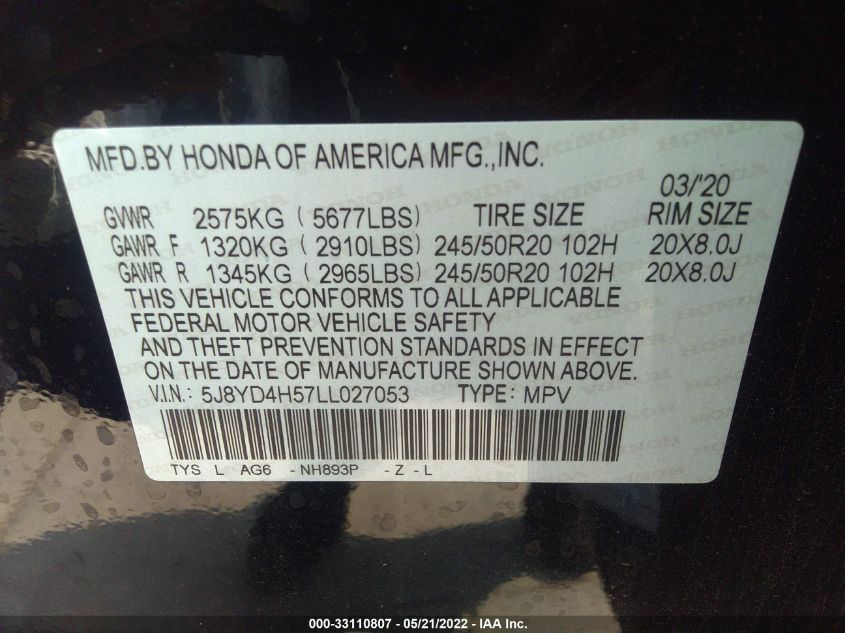 MFD.BY HONDA OF AMERICA MFG.,INC.
03/'20
GVWR 2575KG ( 5677LBS) TIRE SIZE RIM SIZE
GAWR F 1320KG ( 2910LBS) 245/50R20 102H 20X8.0J
GAWR R 1345KG ( 2965LBS) 245/50R20 102H 20X8.0J
THIS VEHICLE CONFORMS TO ALL APPLICABLE
FEDERAL MOTOR VEHICLE SAFETY
AND THEFT PREVENTION STANDARDS IN EFFECT
ON THE DATE OF MANUFACTURE SHOWN ABOVE.
V.I.N.: 5J8YD4H57LL027053 TYPE: MPV
TYS L AG6 -NH893P -Z-L
000-33110807 - 05/21/2022 - IAA Inc.